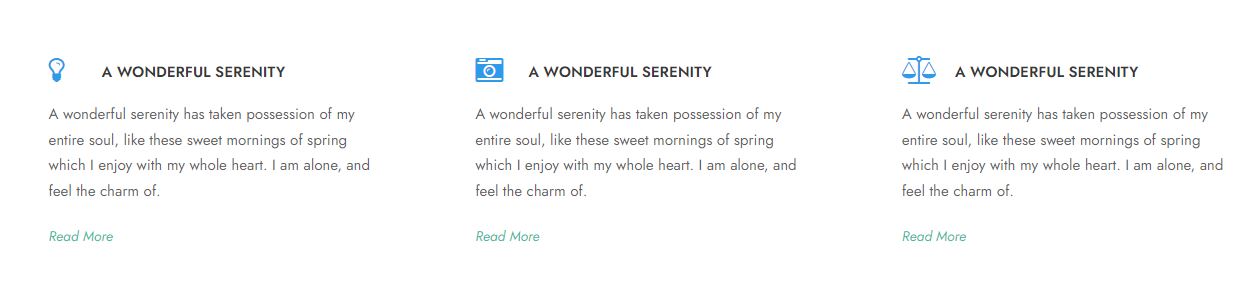 A WONDERFUL SERENITY
A wonderful serenity has taken possession of my
entire soul, like these sweet mornings of spring
which I enjoy with my whole heart. I am alone, and
feel the charm of.
Read More
A WONDERFUL SERENITY
A wonderful serenity has taken possession of my
entire soul, like these sweet mornings of spring
which I enjoy with my whole heart. I am alone, and
feel the charm of.
Read More
A WONDERFUL SERENITY
A wonderful serenity has taken possession of my
entire soul, like these sweet mornings of spring
which I enjoy with my whole heart. I am alone, and
feel the charm of.
Read More